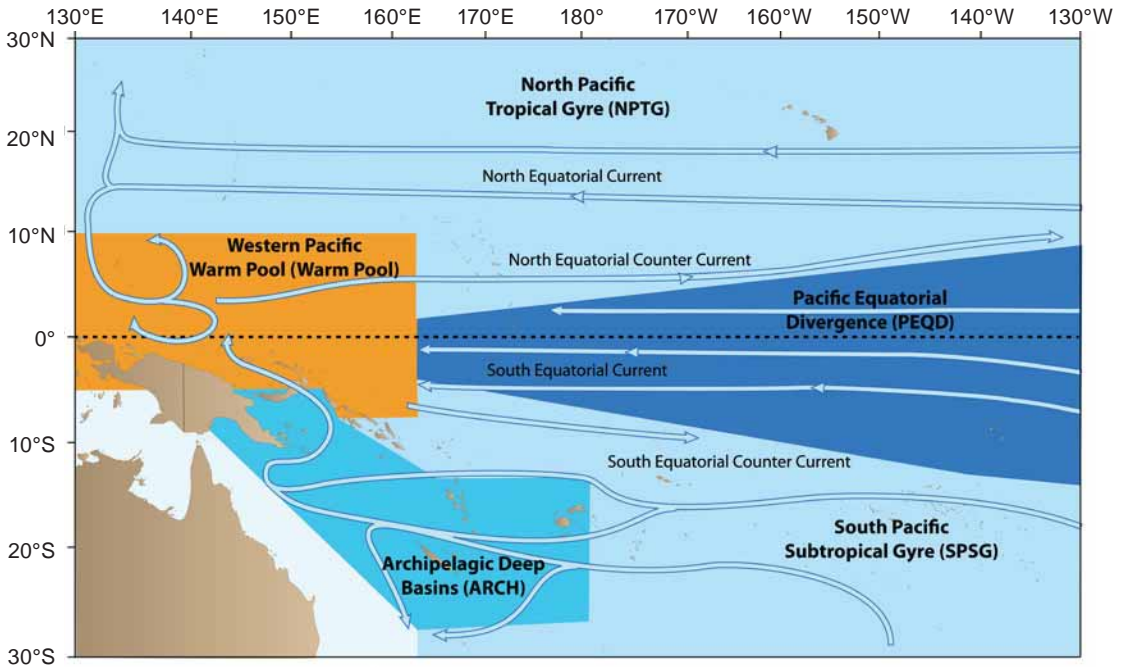 130°E 140°E 150°E 160°E 170°E 180° 170°W 160°W 150°W 140°W 130°W
30°N
20°N
10°N
0°
10°S
20°S
30°S
North Pacific
Tropical Gyre (NPTG)
North Equatorial Current
Western Pacific
Warm Pool (Warm Pool)
North Equatorial Counter Current
Pacific Equatorial
Divergence (PEQD)
South Equatorial Current
South Equatorial Counter Current
South Pacific
Subtropical Gyre (SPSG)
Archipelagic Deep
Basins (ARCH)